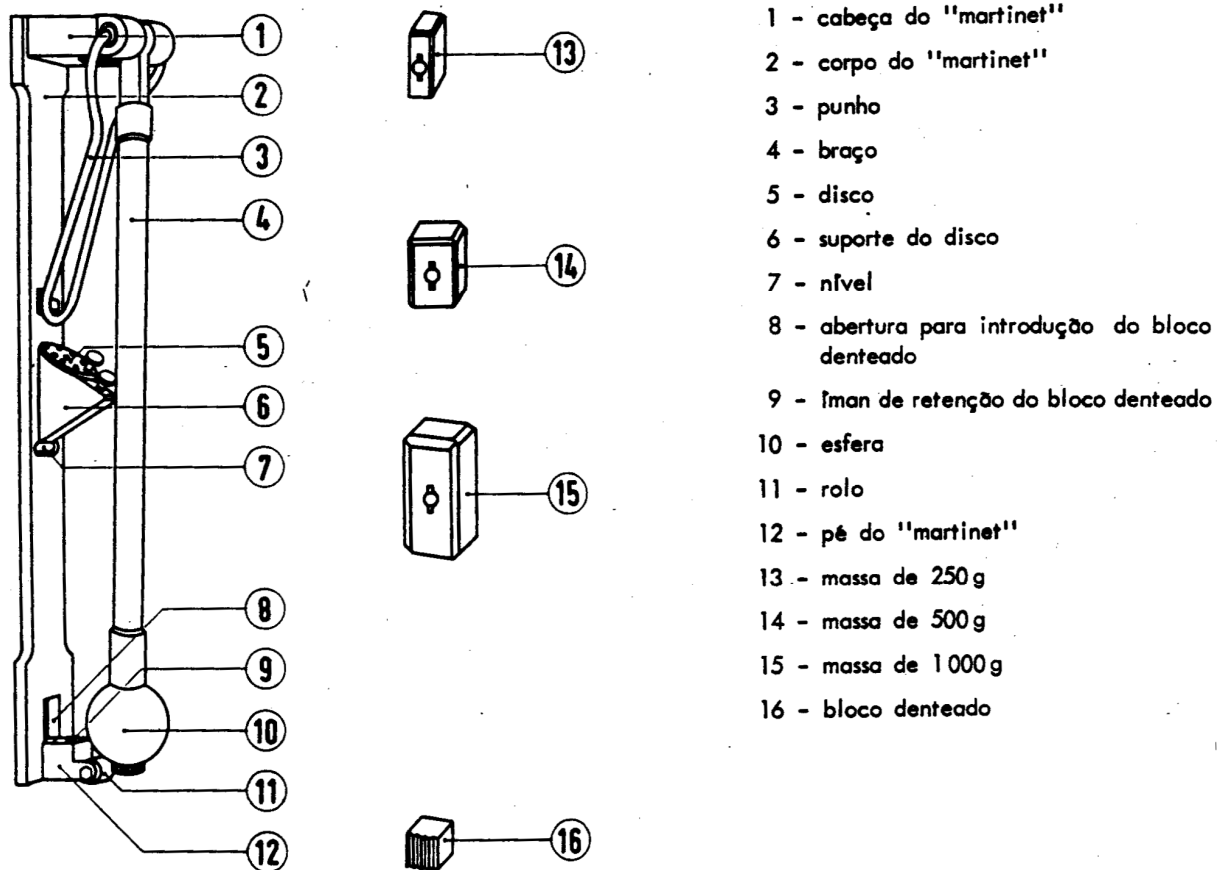 1
2
3
4
5
6
7
8
9
10
11
12
13
14
15
16
1 - cabeça do "martinet"
2 - corpo do "martinet"
3 - punho
4 - braço
5 - disco
6 - suporte do disco
7 - nível
8 - abertura para introdução do bloco
denteado
9 - íman de retenção do bloco denteado
10 - esfera
11 - rolo
12 - pé do "martinet"
13 - massa de 250 g
14 - massa de 500 g
15 - massa de 1000 g
16 - bloco denteado